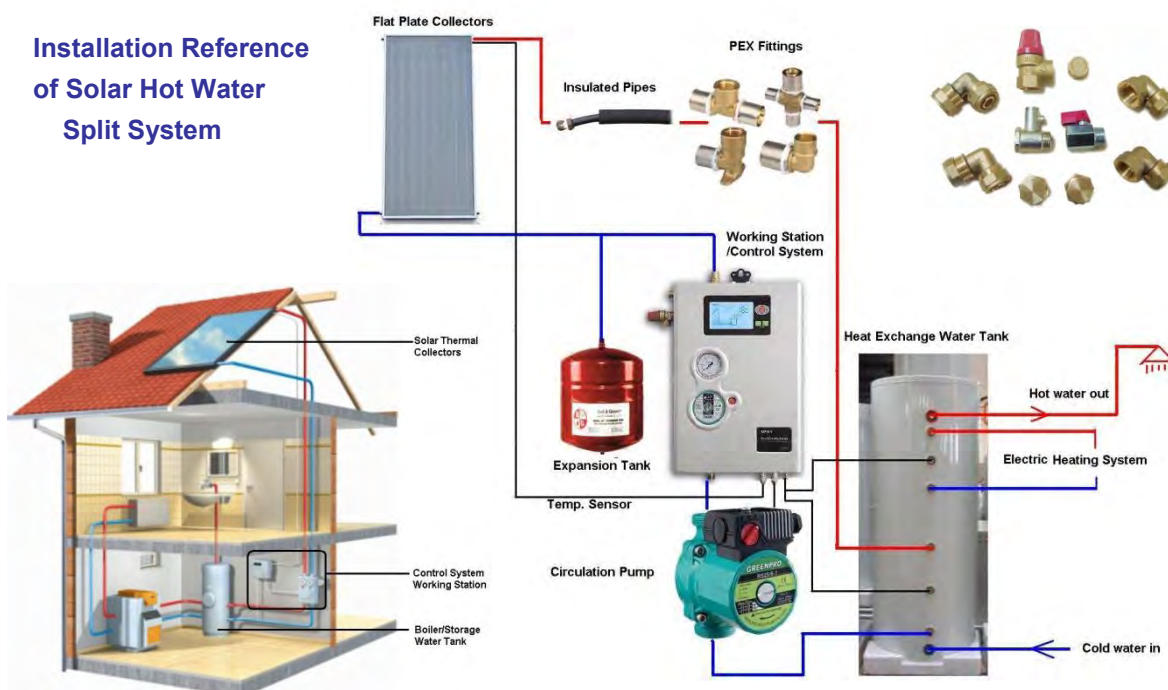 Installation Reference
of Solar Hot Water
Split System
Flat Plate Collectors
PEX Fittings
Insulated Pipes
Working Station
/Control System
Heat Exchange Water Tank
Solar Thermal
Collectors
Hot water out
Expansion Tank
Electric Heating System
Temp. Sensor
Circulation Pump
GREENPRO
Control System
Working Station
Boiler/Storage
Water Tank
Cold water in